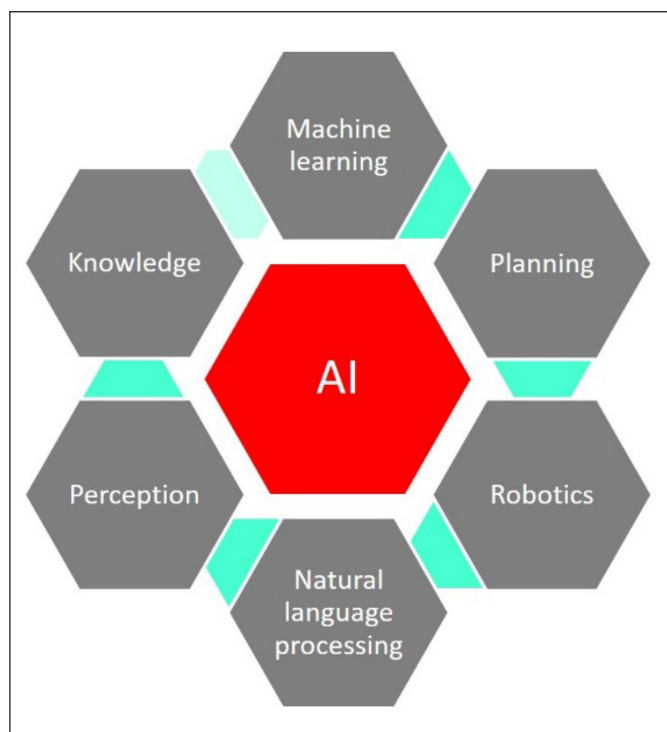 Machine
learning
Knowledge
Planning
AI
Perception
Robotics
Natural
language
processing